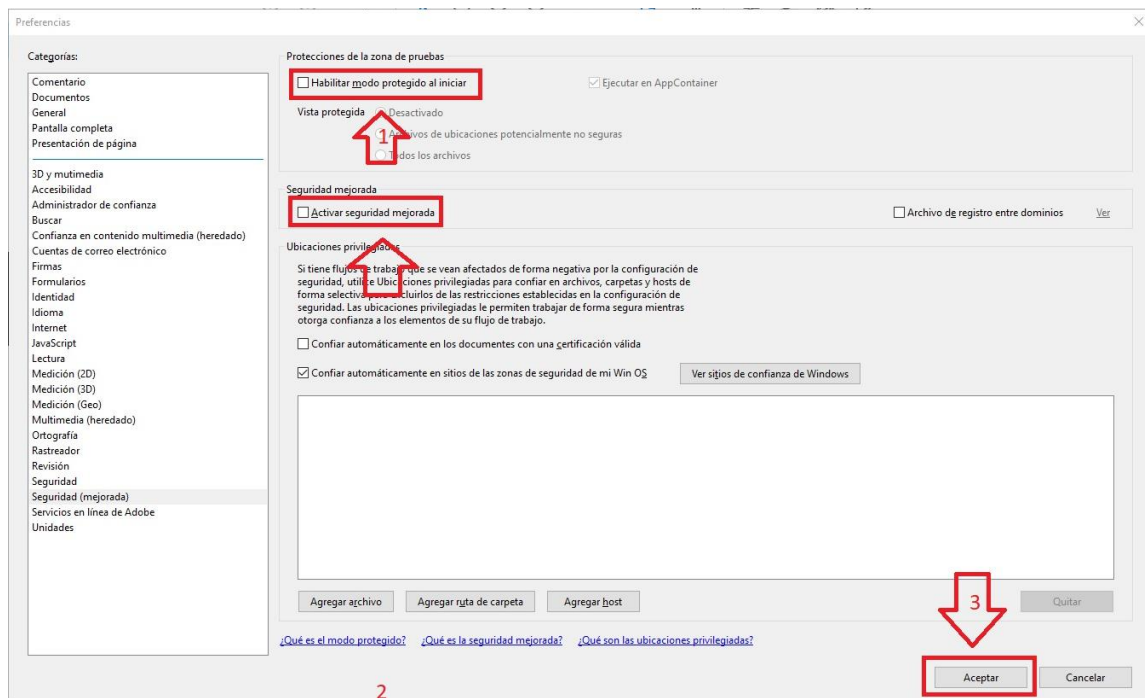 Preferencias
Categorías:
Comentario
Documentos
General
Pantalla completa
Presentación de página
3D y mutimedia
Accesibilidad
Administrador de confianza
Buscar
Confianza en contenido multimedia (heredado)
Cuentas de correo electrónico
Firmas
Formularios
Identidad
Idioma
Internet
JavaScript
Lectura
Medición (2D)
Medición (3D)
Medición (Geo)
Multimedia (heredado)
Ortografía
Rastreador
Revisión
Seguridad
Seguridad (mejorada)
Servicios en línea de Adobe
Unidades
Protecciones de la zona de pruebas
Habilitar modo protegido al iniciar
Ejecutar en AppContainer
Vista protegida
Desactivado
Archivos de ubicaciones potencialmente no seguras
Todos los archivos
1
Seguridad mejorada
Activar seguridad mejorada
Archivo de registro entre dominios
Ver
Ubicaciones privilegiadas
Si tiene flujos de trabajo que se vean afectados de forma negativa por la configuración de
seguridad, utilice Ubicaciones privilegiadas para confiar en archivos, carpetas y hosts de
forma selectiva para excluirlos de las restricciones establecidas en la configuración de
seguridad. Las ubicaciones privilegiadas le permiten trabajar de forma segura mientras
otorga confianza a los elementos de su flujo de trabajo.
Confiar automáticamente en los documentes con una certificación válida
Confiar automáticamente en sitios de las zonas de seguridad de mi Win OS
Ver sitios de confianza de Windows
Agregar archivo
Agregar ruta de carpeta
Agregar host
3
Quitar
¿Qué es el modo protegido?
¿Qué es la seguridad mejorada?
¿Qué son las ubicaciones privilegiadas?
Aceptar
Cancelar
2